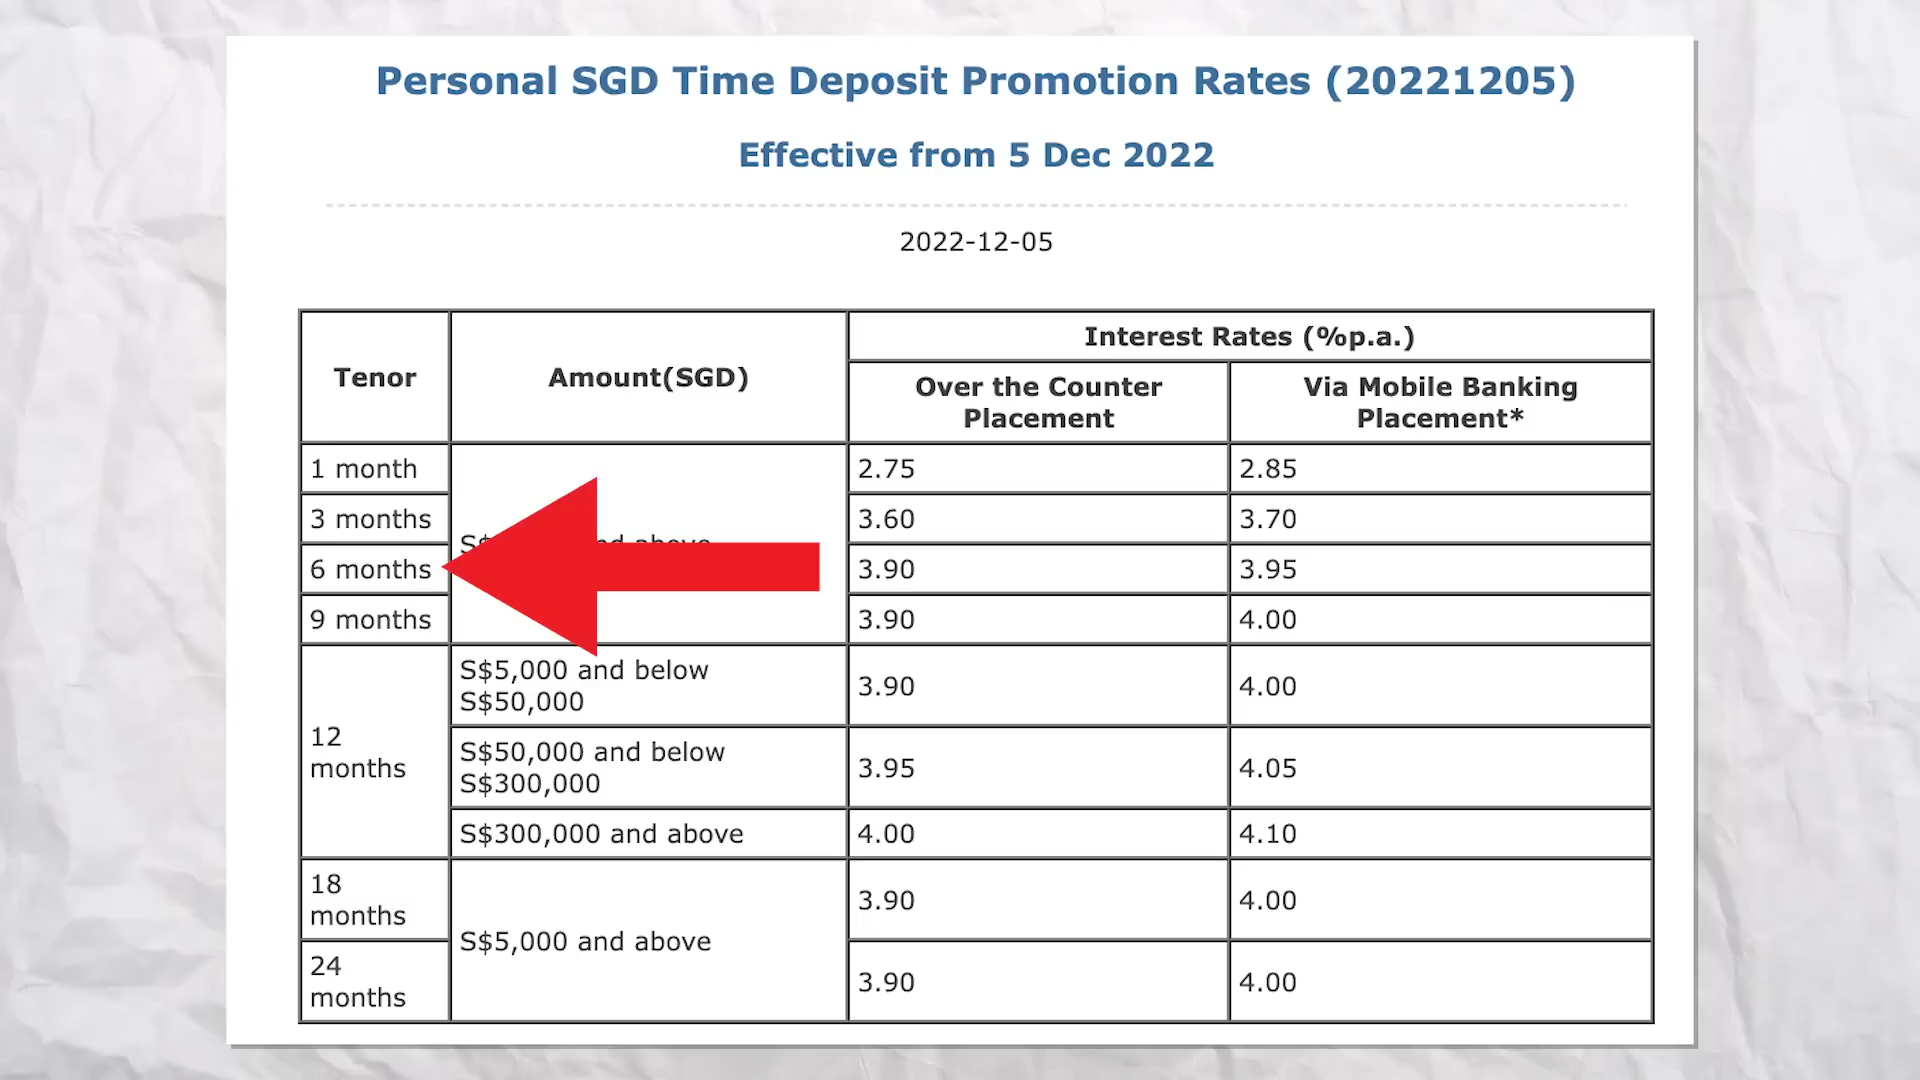 Personal SGD Time Deposit Promotion Rates (20221205)
Effective from 5 Dec 2022
2022-12-05
Tenor
Amount(SGD)
Interest Rates (%p.a.)
Over the Counter
Placement
Via Mobile Banking
Placement*
1 month
2.75
2.85
3 months
3.60
3.70
above
6 months
3.90
3.95
9 months
3.90
4.00
12
months
S$5,000 and below
S$50,000
3.90
4.00
S$50,000 and below
S$300,000
3.95
4.05
S$300,000 and above
4.00
4.10
18
months
3.90
4.00
S$5,000 and above
24
months
3.90
4.00